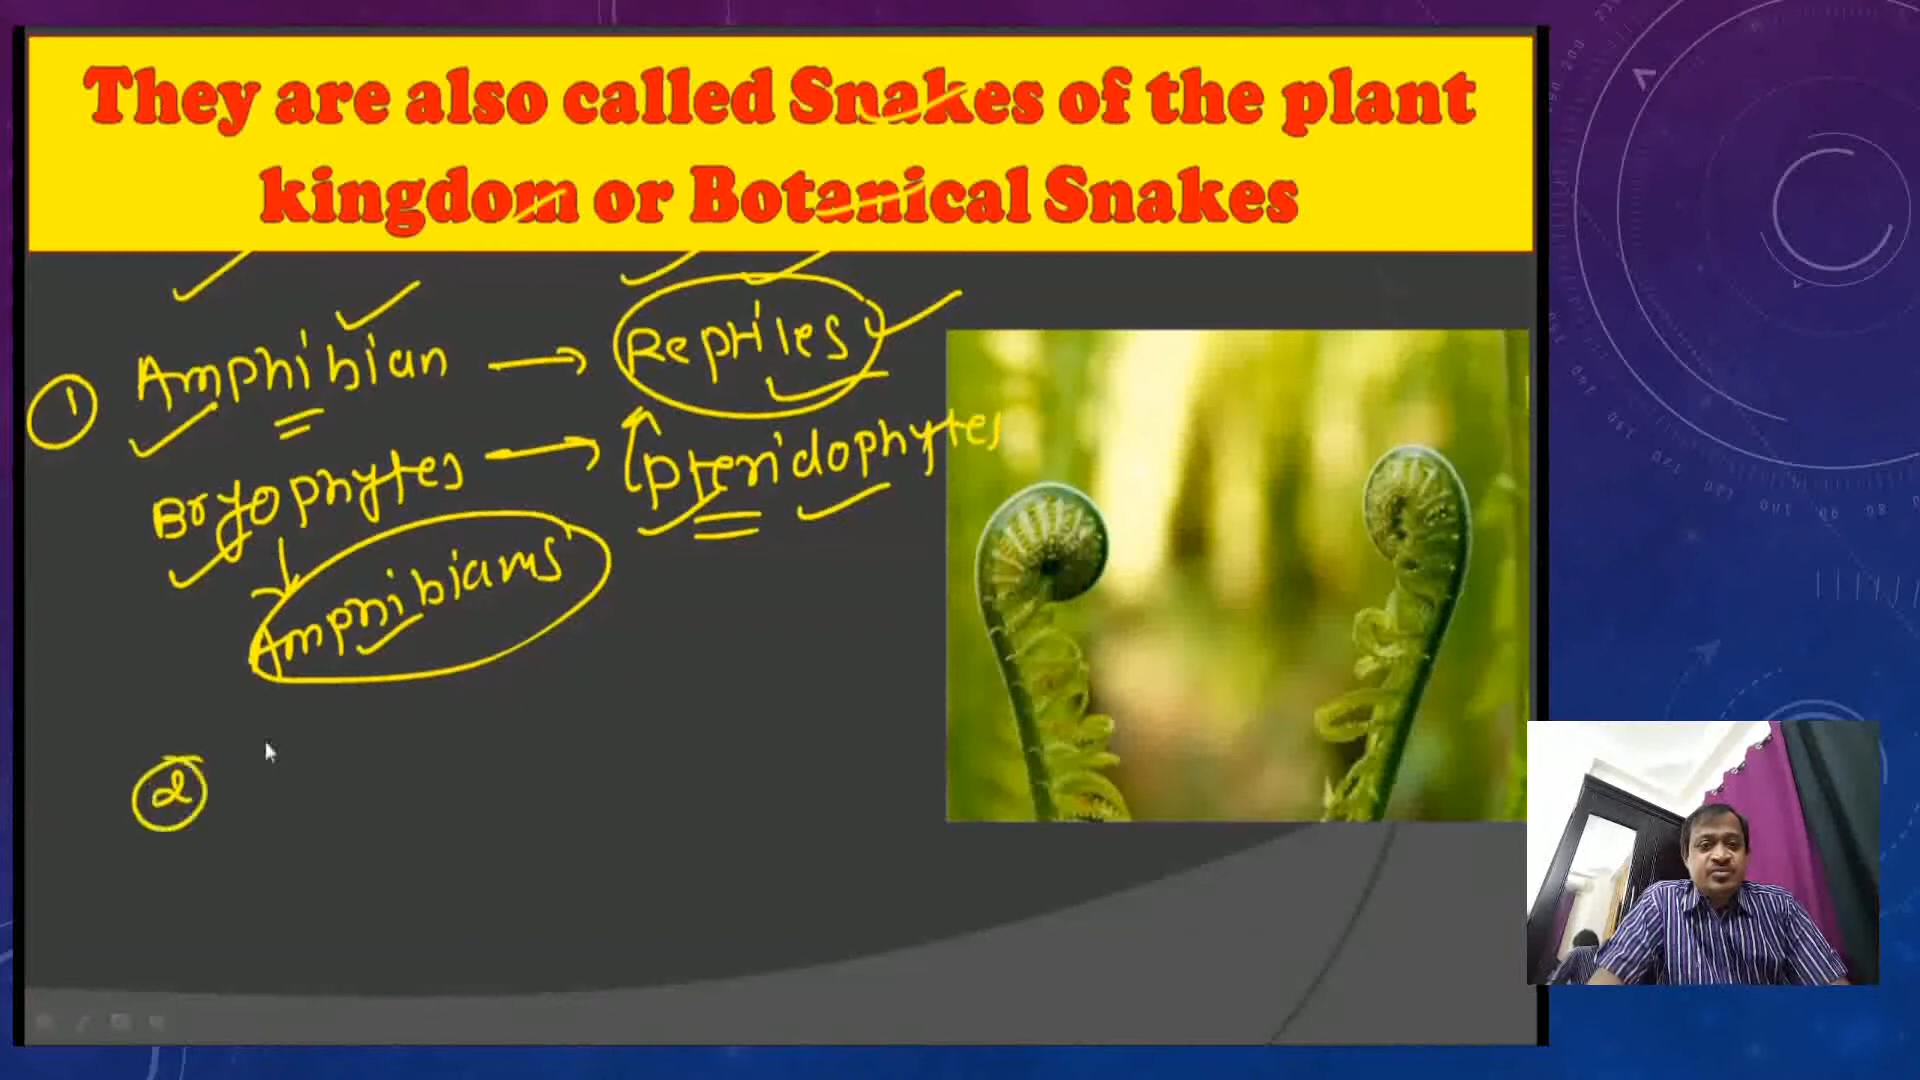 They are also called Snakes of the plant
kingdom or Botanical Snakes
① Amphibian → Reptiles
Bryophytes → Pteridophytes
Amphibians
②